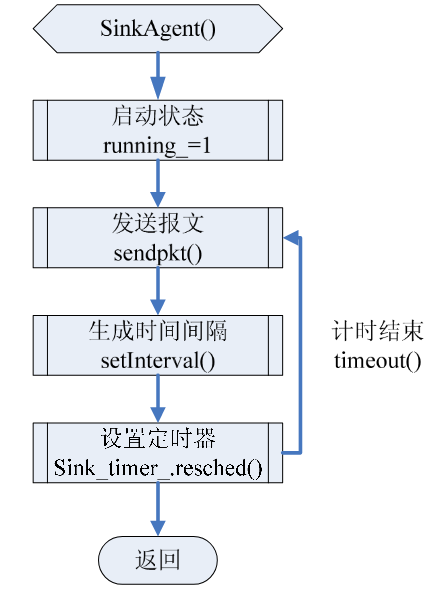 SinkAgent()
启动状态
running_=1
发送报文
sendpkt()
生成时间间隔
setInterval()
计时结束
timeout()
设置定时器
Sink_timer_.resched()
返回